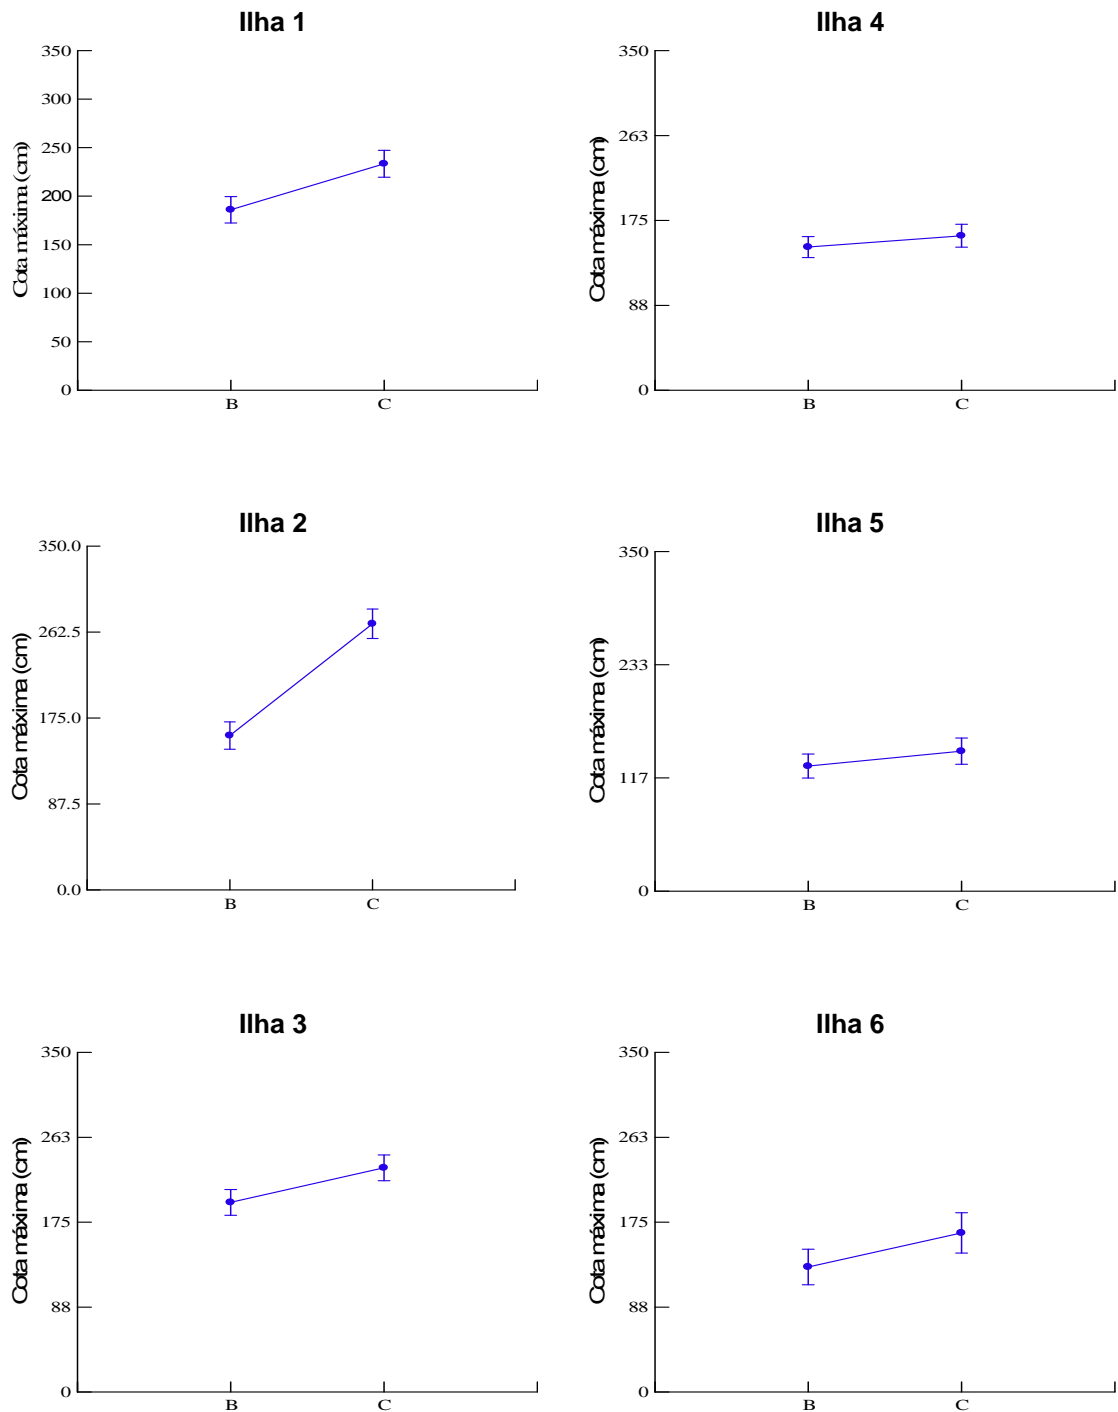 Ilha 1
350
300
250
200
150
100
50
0
Cota máxima (cm)
B C
Ilha 4
350
263
175
88
0
Cota máxima (cm)
B C
Ilha 2
350.0
262.5
175.0
87.5
0.0
Cota máxima (cm)
B C
Ilha 5
350
233
117
0
Cota máxima (cm)
B C
Ilha 3
350
263
175
88
0
Cota máxima (cm)
B C
Ilha 6
350
263
175
88
0
Cota máxima (cm)
B C